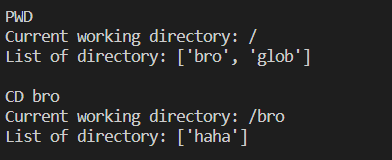 PWD
Current working directory: /
List of directory: ['bro', 'glob']
CD bro
Current working directory: /bro
List of directory: ['haha']